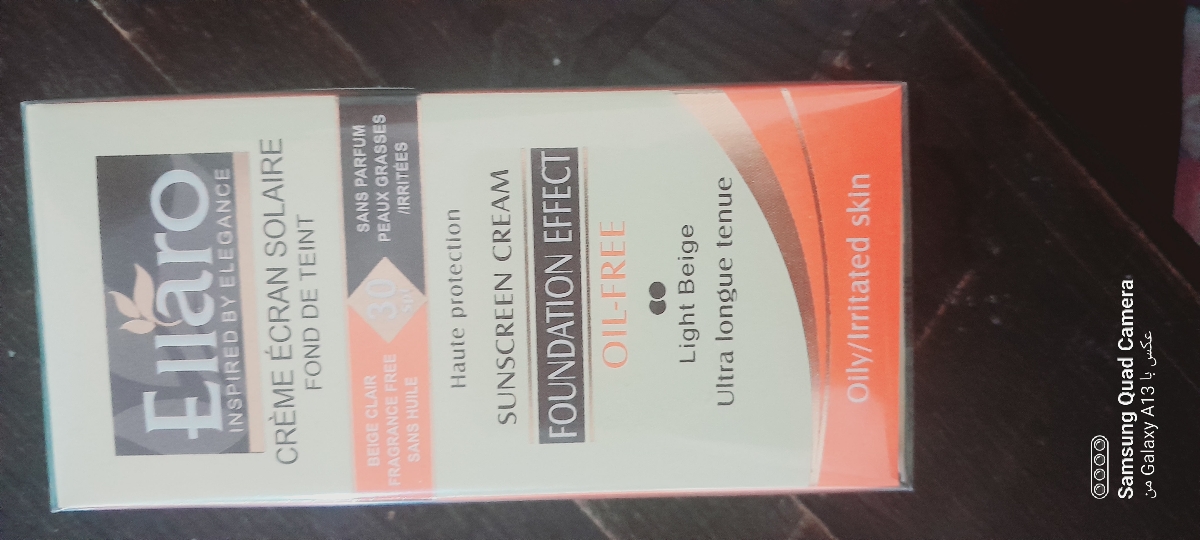 Ellaro
INSPIRED BY ELEGANCE
CRÈME ÉCRAN SOLAIRE
FOND DE TEINT
BEIGE CLAIR
FRAGRANCE FREE
SANS HUILE
30
SANS PARFUM
PEAUX GRASSES
/IRRITÉES
Haute protection
SUNSCREEN CREAM
FOUNDATION EFFECT
OIL-FREE
Light Beige
Ultra longue tenue
Oily/Irritated skin
Samsung Quad Camera
عکس با Galaxy A13 من